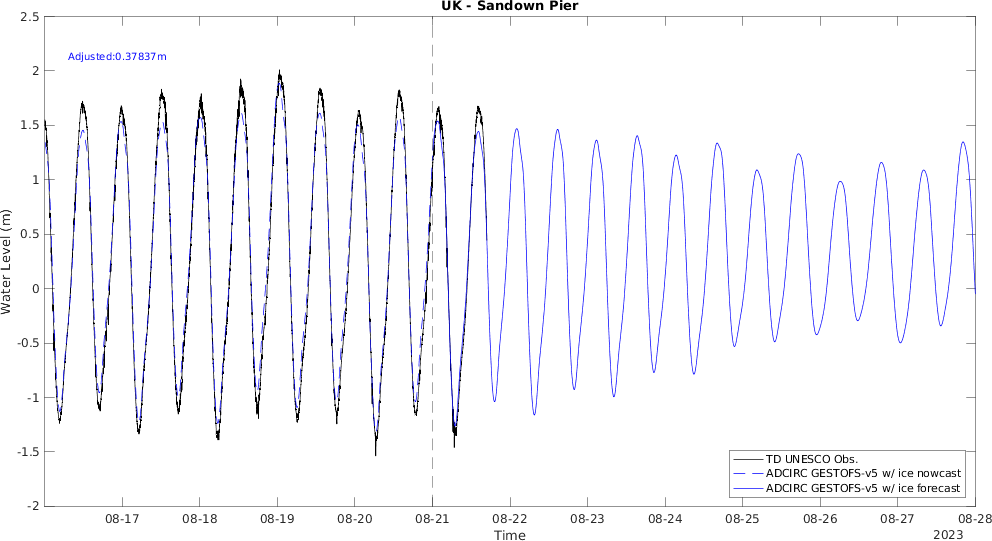 UK - Sandown Pier
Adjusted:0.37837m
Water Level (m)
2.5
2
1.5
1
0.5
0
-0.5
-1
-1.5
-2
TD UNESCO Obs.
ADCIRC GESTOFS-v5 w/ ice nowcast
ADCIRC GESTOFS-v5 w/ ice forecast
08-17 08-18 08-19 08-20 08-21 08-22 08-23 08-24 08-25 08-26 08-27 08-28
Time
2023